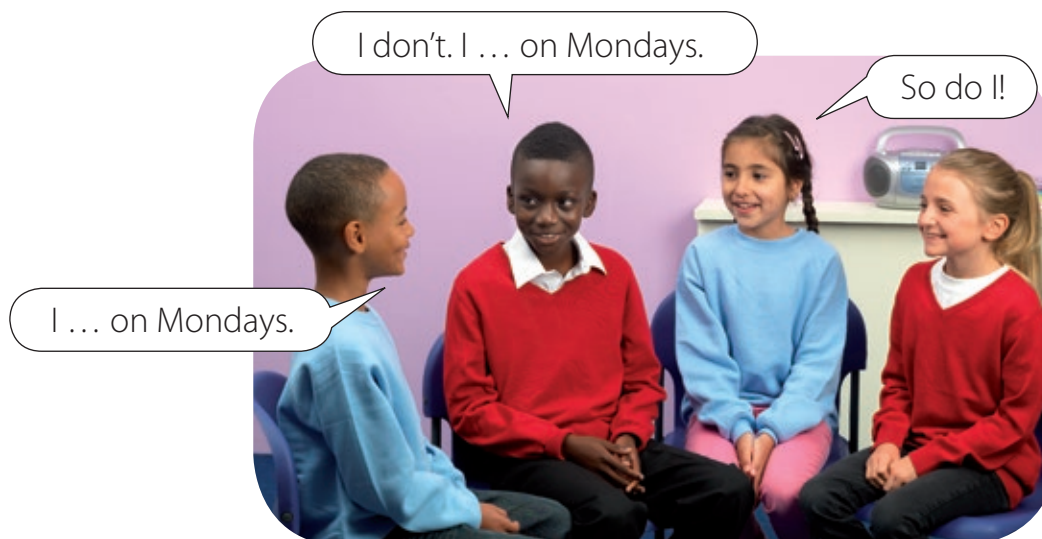 I … on Mondays.
I don’t. I … on Mondays.
So do I!